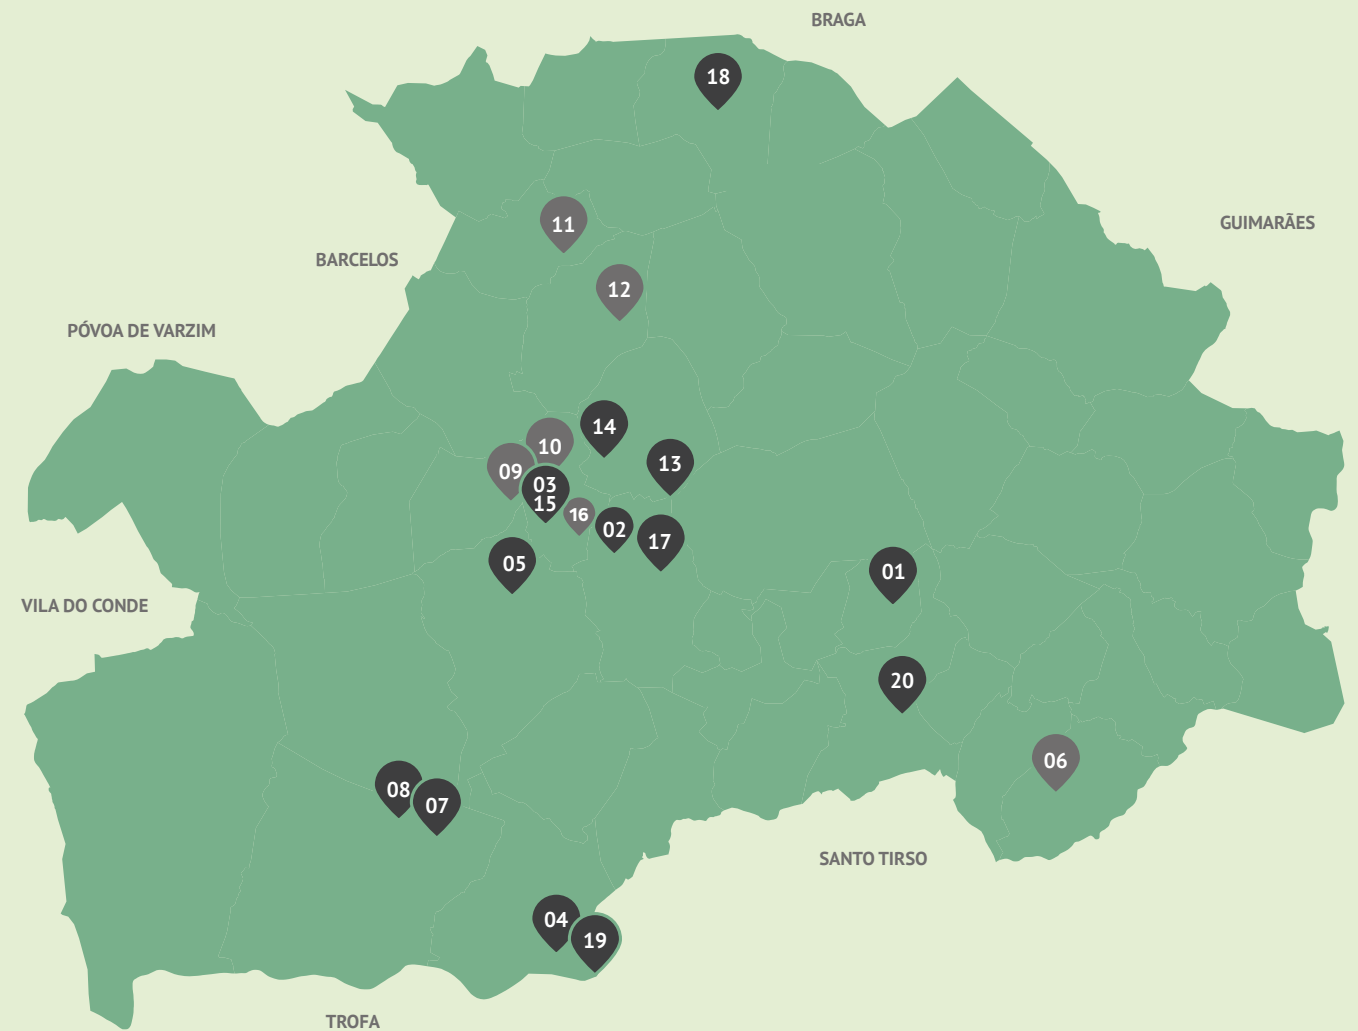 BRAGA
18
11
GUIMARÃES
BARCELOS
12
PÓVOA DE VARZIM
14
10
13
09
03
15
16
02
17
05
01
VILA DO CONDE
20
06
08
07
SANTO TIRSO
04
19
TROFA